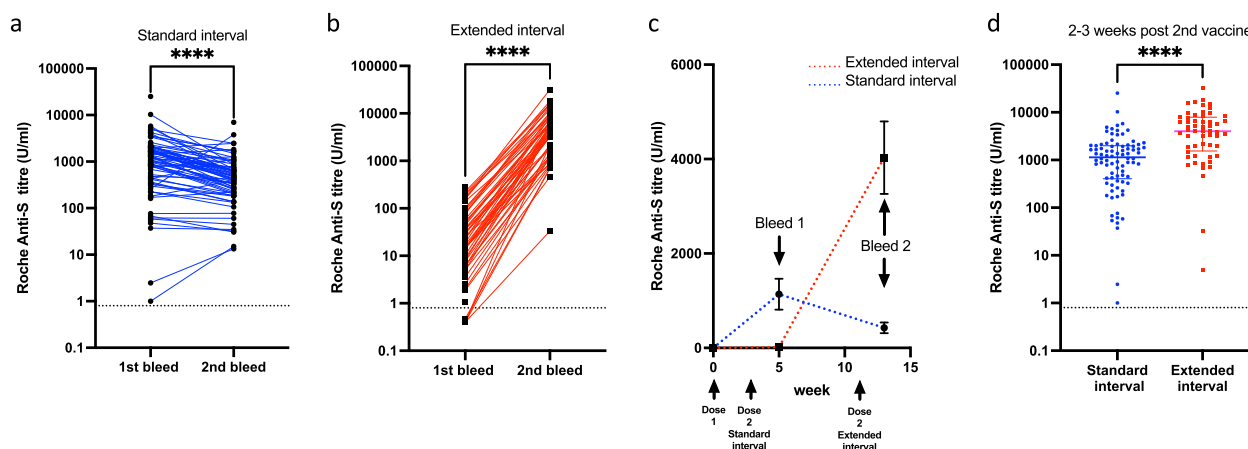 a
Standard interval
****
Roche Anti-S titre (U/ml)
100000
10000
1000
100
10
1
0.1
1st bleed
2nd bleed
b
Extended interval
****
Roche Anti-S titre (U/ml)
100000
10000
1000
100
10
1
0.1
1st bleed
2nd bleed
c
Extended interval
Standard interval
Roche Anti-S titre (U/ml)
6000
4000
2000
0
Bleed 1
Bleed 2
0
5
10
15
week
Dose
1
Dose
2
Standard
interval
Dose
2
Extended
interval
d
2-3 weeks post 2nd vaccine
****
Roche Anti-S titre (U/ml)
100000
10000
1000
100
10
1
0.1
Standard
interval
Extended
interval